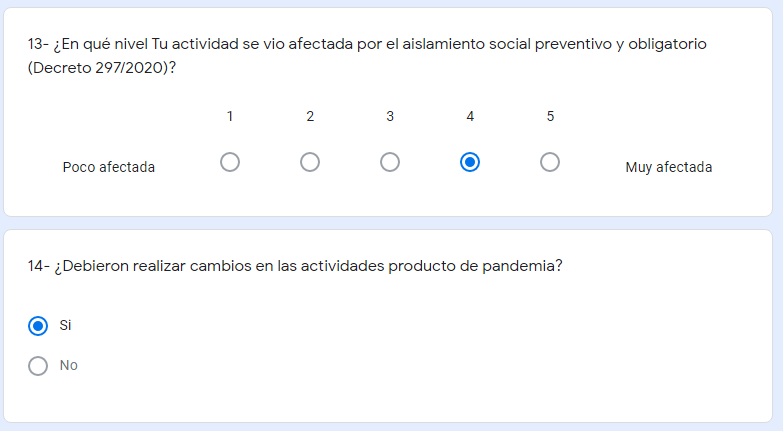 13- ¿En qué nivel Tu actividad se vio afectada por el aislamiento social preventivo y obligatorio
(Decreto 297/2020)?
1 2 3 4 5
Poco afectada Muy afectada
14- ¿Debieron realizar cambios en las actividades producto de pandemia?
Si
No